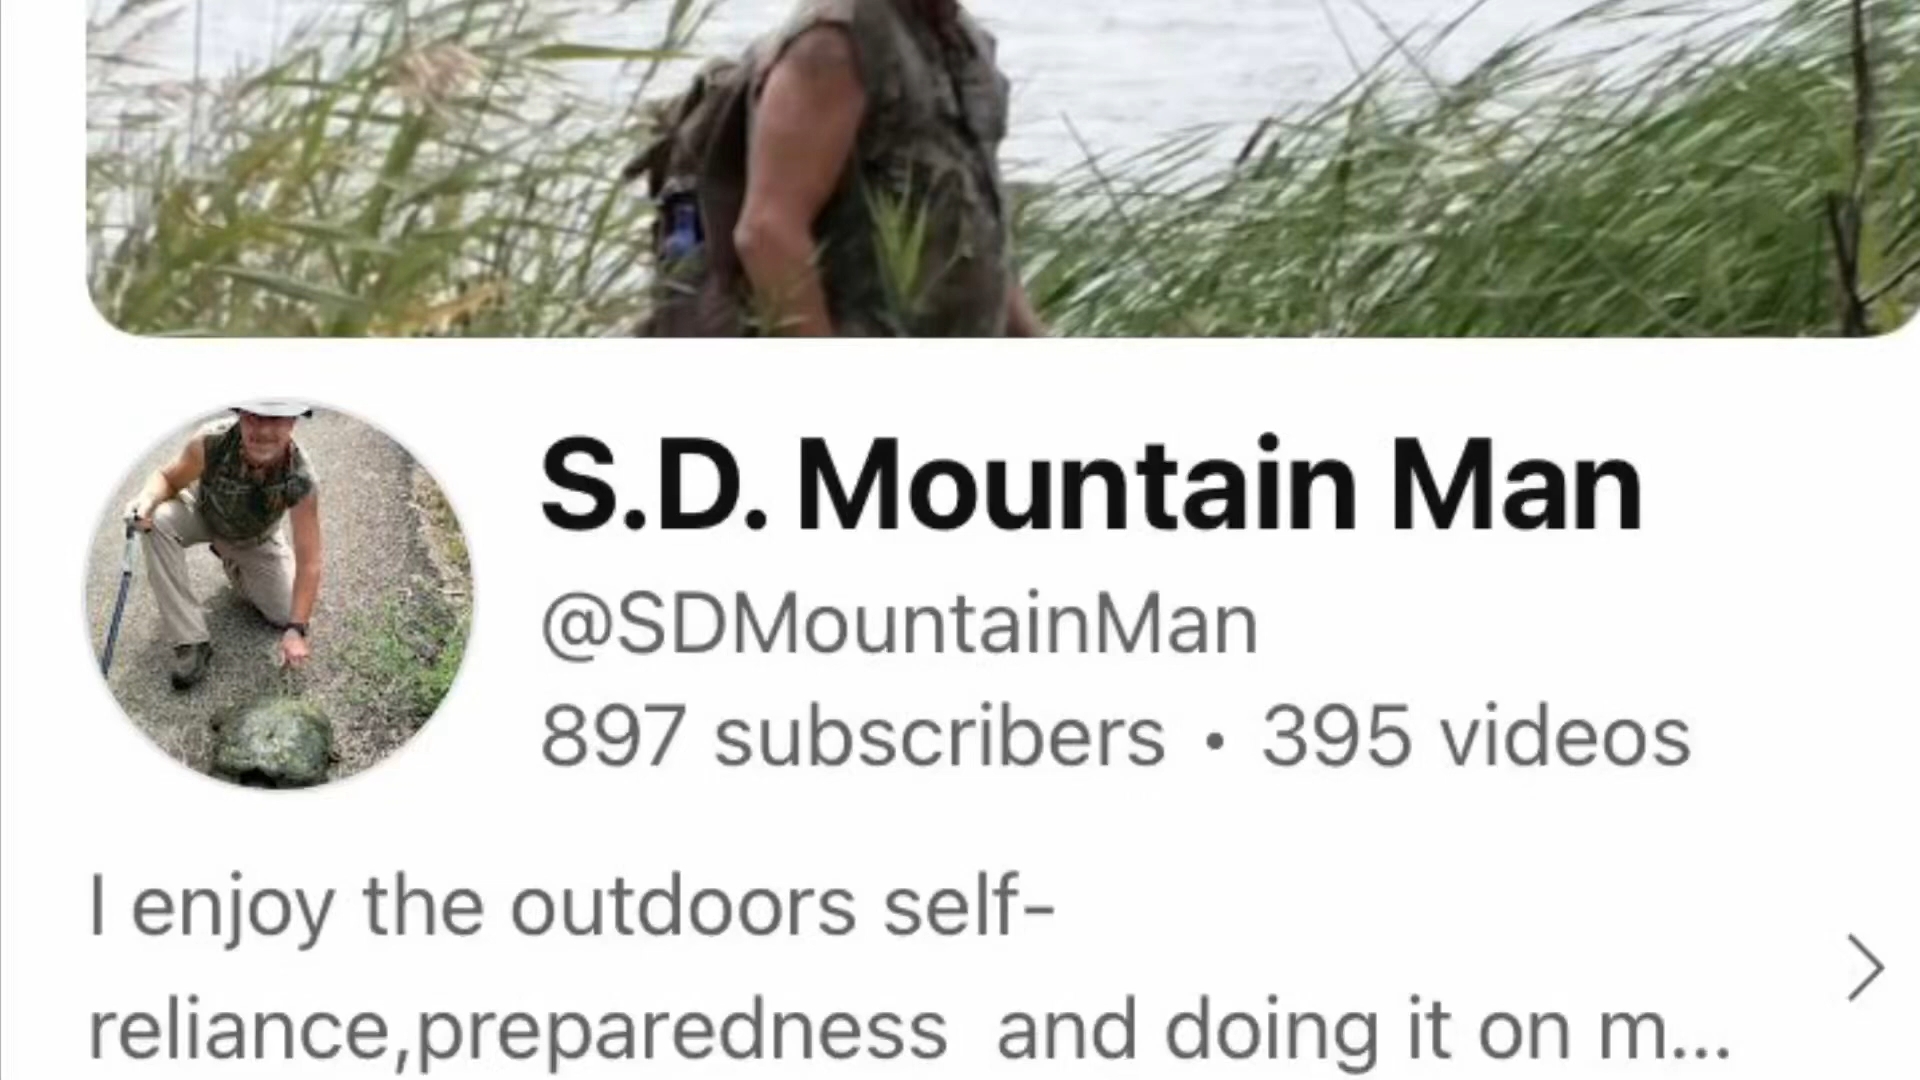 S.D. Mountain Man
@SDMountainMan
897 subscribers • 395 videos
I enjoy the outdoors self-
reliance,preparedness  and doing it on m...